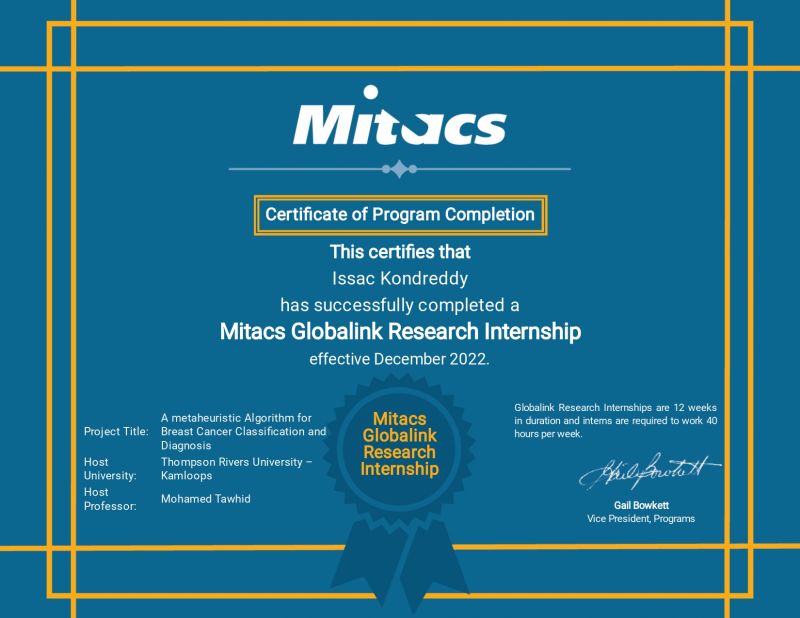 Mitacs
Certificate of Program Completion
This certifies that
Issac Kondreddy
has successfully completed a
Mitacs Globalink Research Internship
effective December 2022.
Project Title:
A metaheuristic Algorithm for
Breast Cancer Classification and
Diagnosis
Host
University:
Thompson Rivers University –
Kamloops
Host
Professor:
Mohamed Tawhid
Mitacs
Globalink
Research
Internship
Globalink Research Internships are 12 weeks
in duration and interns are required to work 40
hours per week.
Gail Bowkett
Gail Bowkett
Vice President, Programs